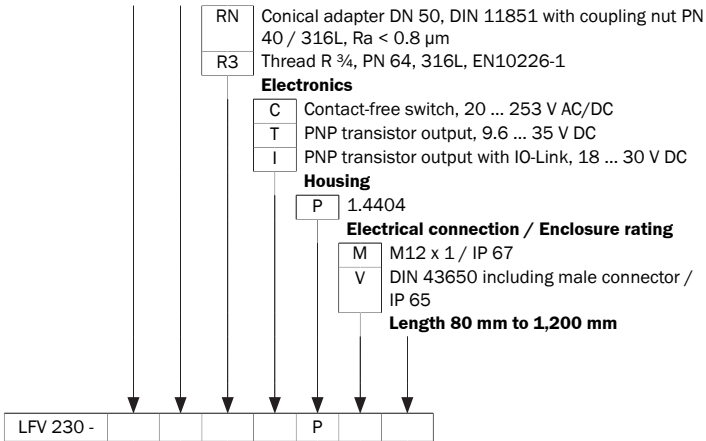 RN Conical adapter DN 50, DIN 11851 with coupling nut PN
40 / 316L, Ra < 0.8 µm
R3 Thread R ¾, PN 64, 316L, EN10226-1
Electronics
C Contact-free switch, 20 ... 253 V AC/DC
T PNP transistor output, 9.6 ... 35 V DC
I PNP transistor output with IO-Link, 18 ... 30 V DC
Housing
P 1.4404
Electrical connection / Enclosure rating
M M12 x 1 / IP 67
V DIN 43650 including male connector /
IP 65
Length 80 mm to 1,200 mm
LFV 230 - P